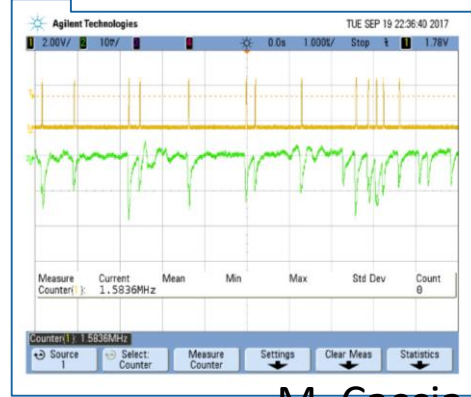 Agilent Technologies TUE SEP 19 22:36:40 2017
1 2.00V/ 2 10▿/ 0.0s 1.000▿/ Stop 1 1.78V
Measure Current Mean Min Max Std Dev Count
Counter(1): 1.5836MHz 0
Counter(1): 1.5836MHz
Source Select: Measure Settings Clear Meas Statistics
1 Counter Counter